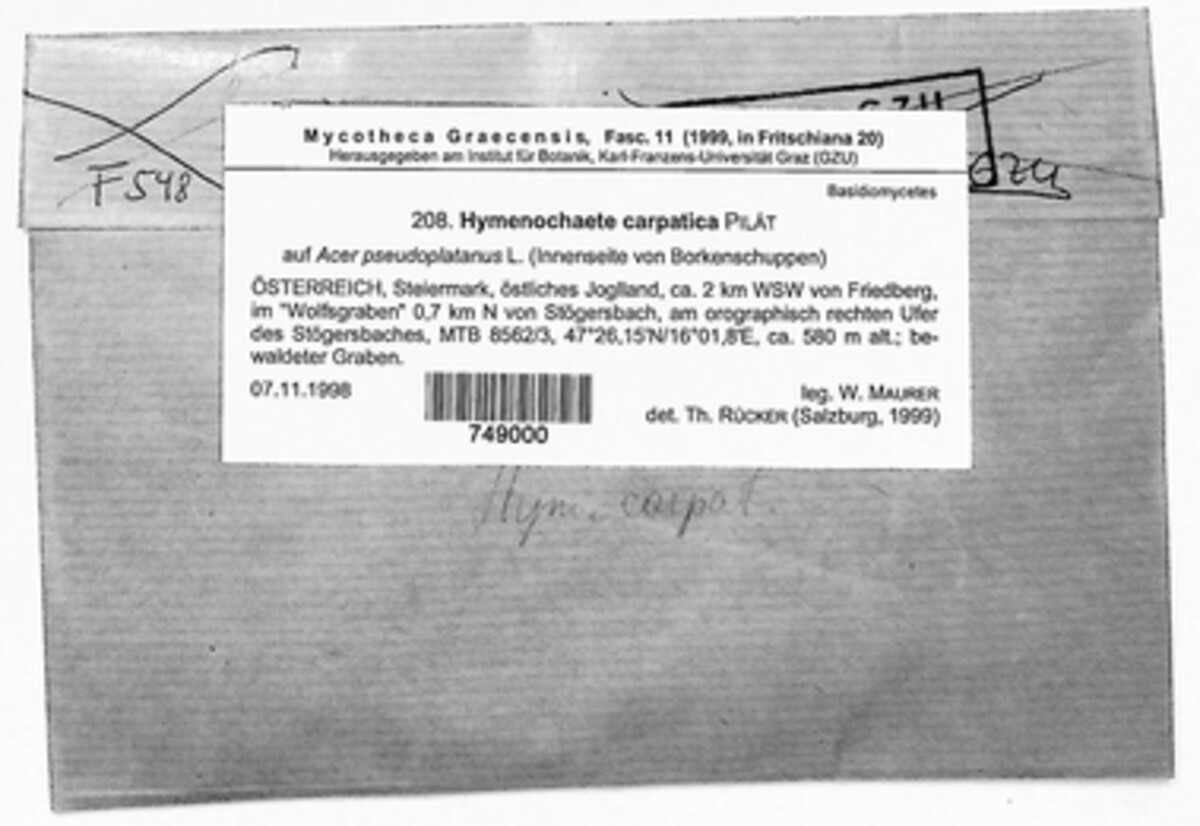 GZU
F 548
GZU
Mycotheca Graecensis, Fasc. 11 (1999, in Fritschiana 20)
Herausgegeben am Institut für Botanik, Karl-Franzens-Universität Graz (GZU)
Basidiomycetes
208. Hymenochaete carpatica PILÁT
auf Acer pseudoplatanus L. (Innenseite von Borkenschuppen)
ÖSTERREICH, Steiermark, östliches Joglland, ca. 2 km WSW von Friedberg,
im "Wolfsgraben" 0,7 km N von Stögersbach, am orographisch rechten Ufer
des Stögersbaches, MTB 8562/3, 47°26,15'N/16°01,8'E, ca. 580 m alt.; be-
waldeter Graben.
07.11.1998
leg. W. MAURER
det. Th. RÜCKER (Salzburg, 1999)
749000
Hym. carpat.